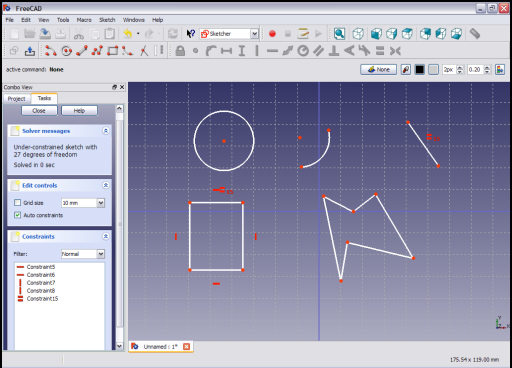 FreeCAD
File Edit View Tools Macro Sketch Windows Help
Sketcher
active command: None
None
2px
0.20
Combo View
Project Tasks
Close Help
Solver messages
Under-constrained sketch with
27 degrees of freedom
Solved in 0 sec
Edit controls
Grid size 10 mm
Auto constraints
Constraints
Filter: Normal
Constraint5
Constraint6
Constraint7
Constraint8
Constraint15
Y
Z X
Unnamed : 1*
175.54 x 119.00 mm